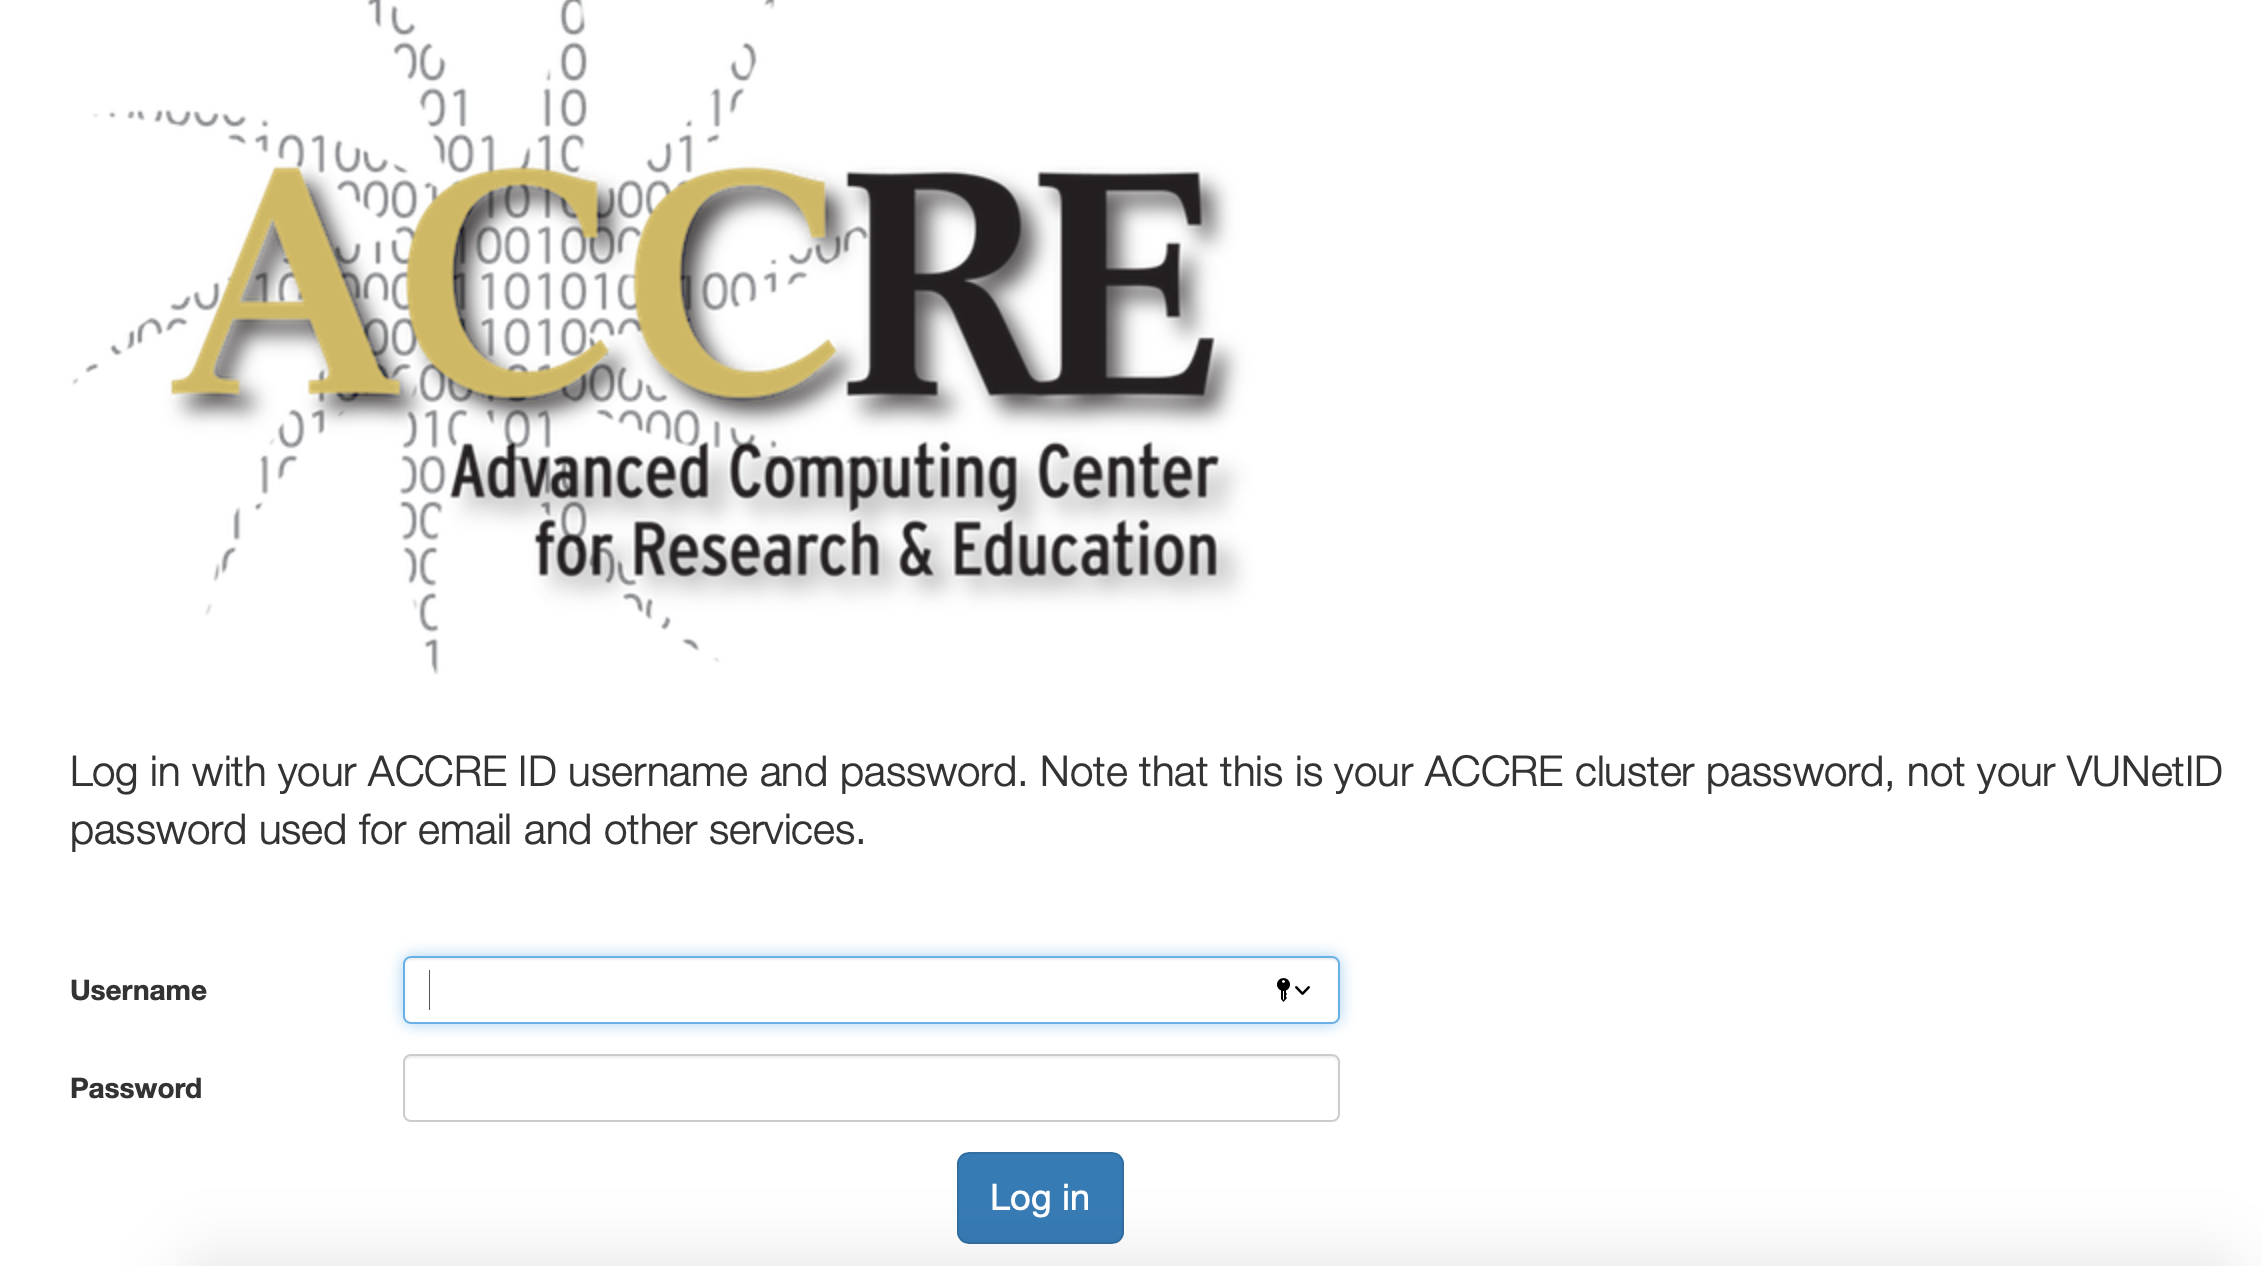 ACCRE
Advanced Computing Center
for Research & Education
Log in with your ACCRE ID username and password. Note that this is your ACCRE cluster password, not your VUNetID
password used for email and other services.
Username
Password
Log in